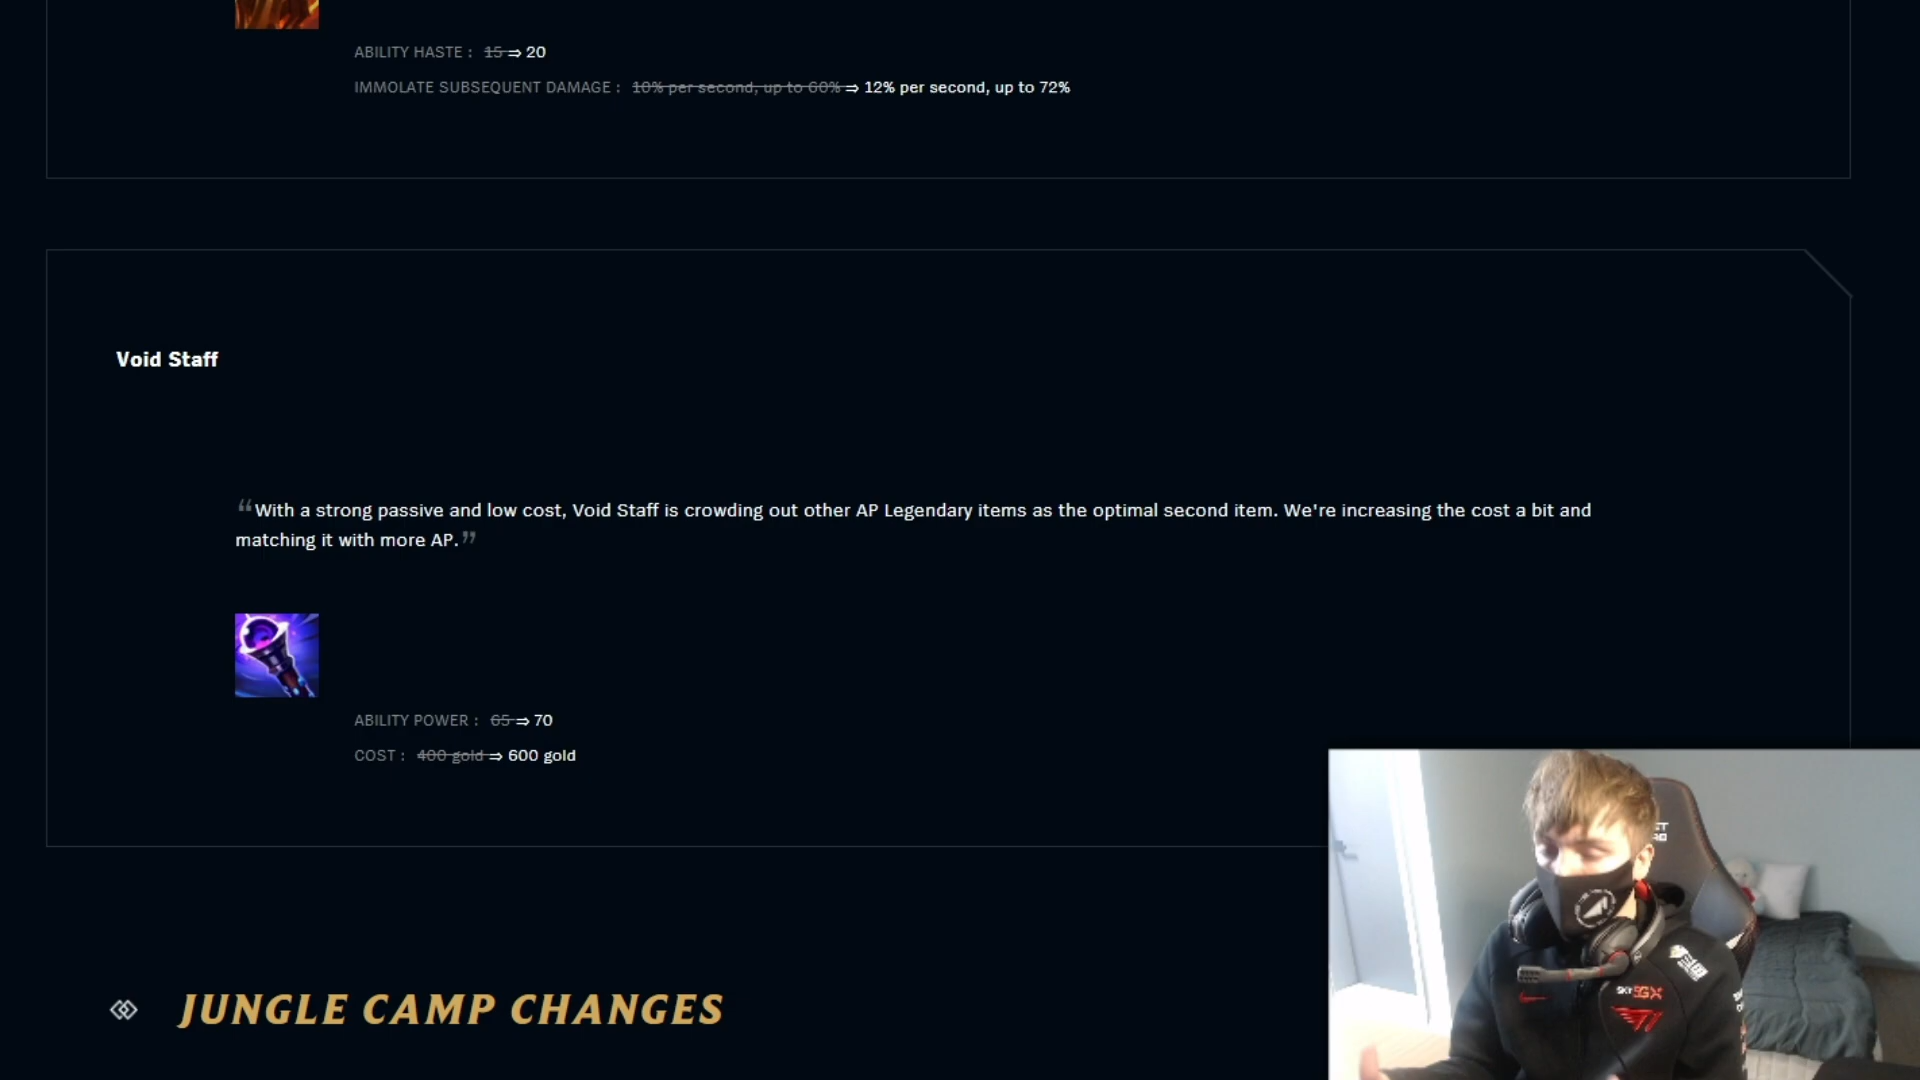 ABILITY HASTE : 15 ⇒ 20
IMMOLATE SUBSEQUENT DAMAGE : 10% per second, up to 60% ⇒ 12% per second, up to 72%
Void Staff
“With a strong passive and low cost, Void Staff is crowding out other AP Legendary items as the optimal second item. We're increasing the cost a bit and
matching it with more AP.”
ABILITY POWER : 65 ⇒ 70
COST : 400 gold ⇒ 600 gold
JUNGLE CAMP CHANGES
T1